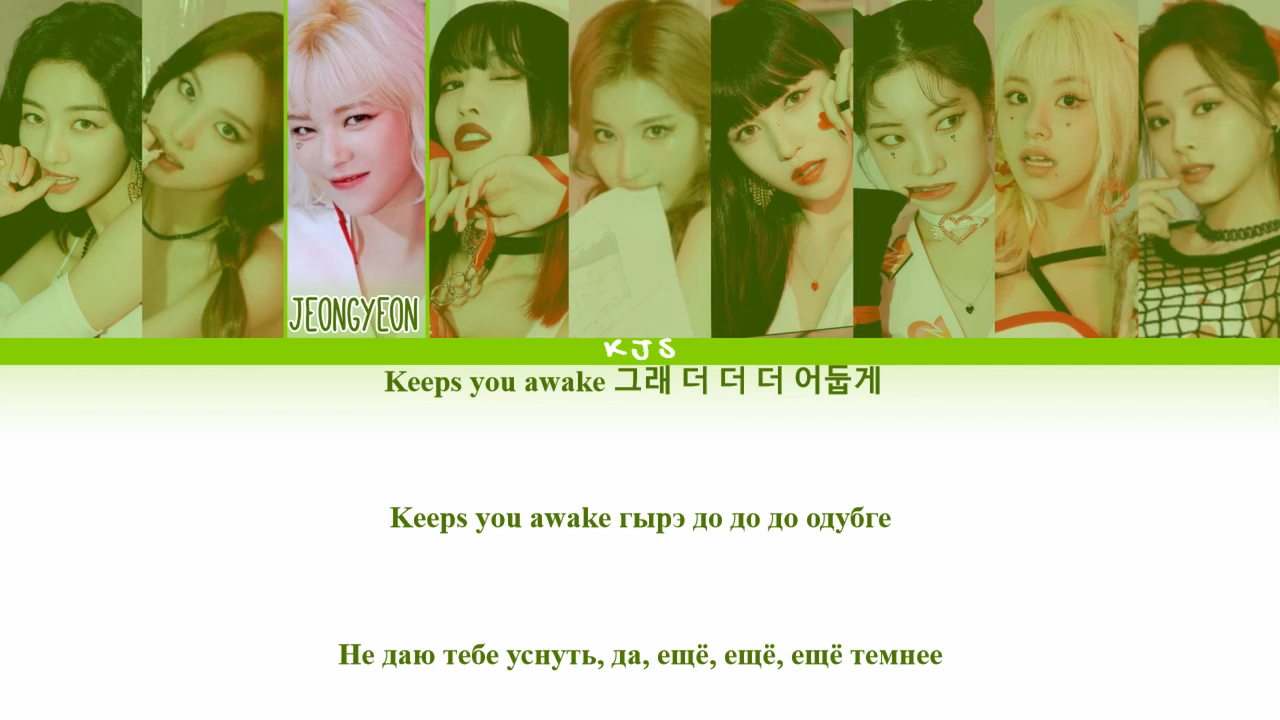 JEONGYEON
KJS
Keeps you awake 그래 더 더 더 어둡게
Keeps you awake гырэ до до до одубге
Не даю тебе уснуть, да, ещё, ещё, ещё темнее